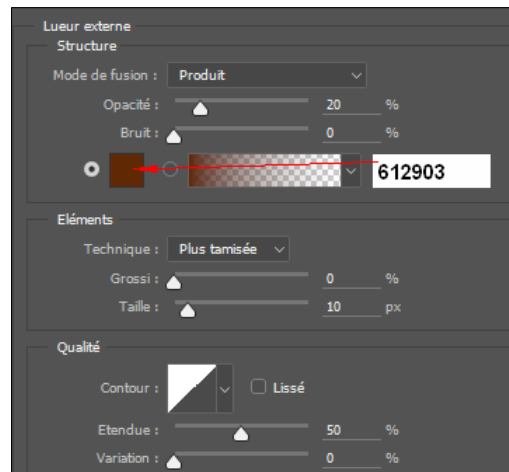 Lueur externe
Structure
Mode de fusion : Produit
Opacité : 20 %
Bruit : 0 %
612903
Eléments
Technique : Plus tamisée
Grossi : 0 %
Taille : 10 px
Qualité
Contour : Lissé
Etendue : 50 %
Variation : 0 %